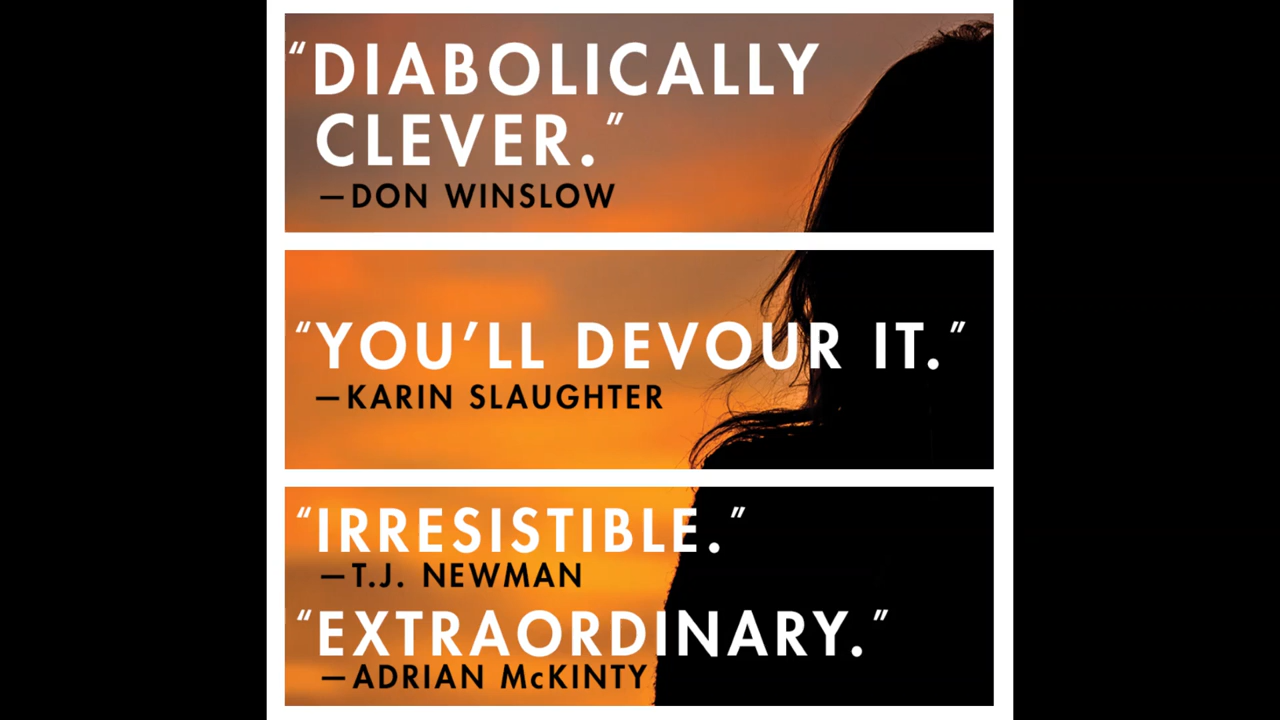 “DIABOLICALLY
CLEVER.”
—DON WINSLOW
“YOU’LL DEVOUR IT.”
—KARIN SLAUGHTER
“IRRESISTIBLE.”
—T.J. NEWMAN
“EXTRAORDINARY.”
—ADRIAN McKINTY